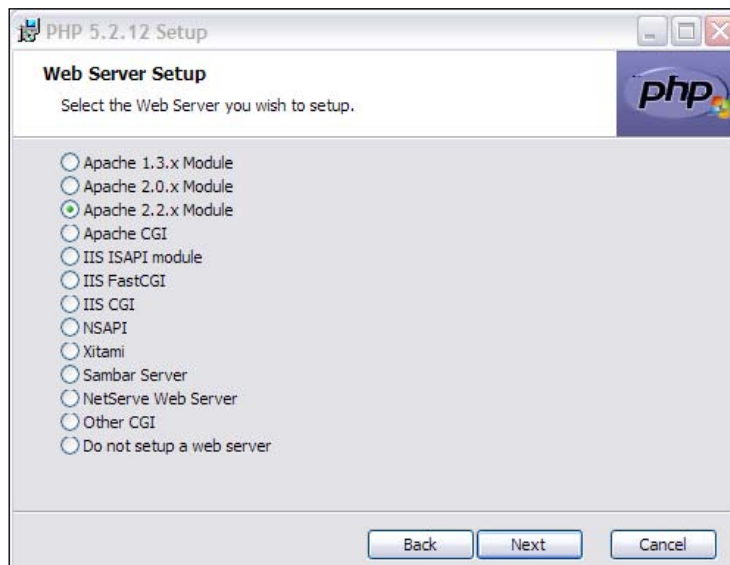 PHP 5.2.12 Setup
Web Server Setup
Select the Web Server you wish to setup.
php
Apache 1.3.x Module
Apache 2.0.x Module
Apache 2.2.x Module
Apache CGI
IIS ISAPI module
IIS FastCGI
IIS CGI
NSAPI
Xitami
Sambar Server
NetServe Web Server
Other CGI
Do not setup a web server
Back Next Cancel